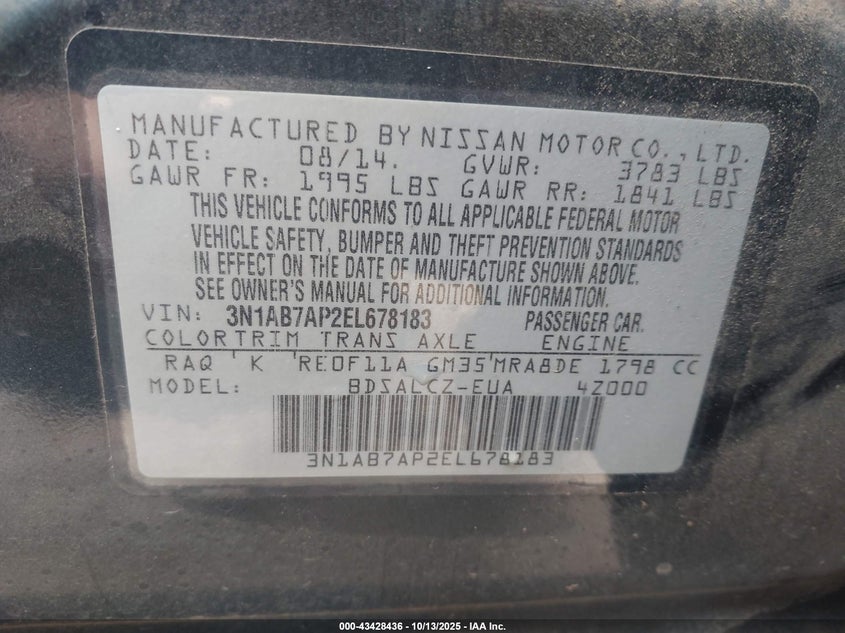 MANUFACTURED BY NISSAN MOTOR CO., LTD.
DATE: 08/14. GVWR: 3783 LBS
GAWR FR: 1995 LBS GAWR RR: 1841 LBS
THIS VEHICLE CONFORMS TO ALL APPLICABLE FEDERAL MOTOR
VEHICLE SAFETY, BUMPER AND THEFT PREVENTION STANDARDS
IN EFFECT ON THE DATE OF MANUFACTURE SHOWN ABOVE.
SEE OWNER'S MANUAL FOR ADDITIONAL INFORMATION.
VIN: 3N1AB7AP2EL678183 PASSENGER CAR.
COLOR TRIM TRANS AXLE ENGINE
RAQ ' K 'RE0F11A GM35'MRA8DE 1798 CC
MODEL: BDSALCZ-EUA 4Z000
3N1AB7AP2EL678183
000-43428436 - 10/13/2025 - IAA Inc.